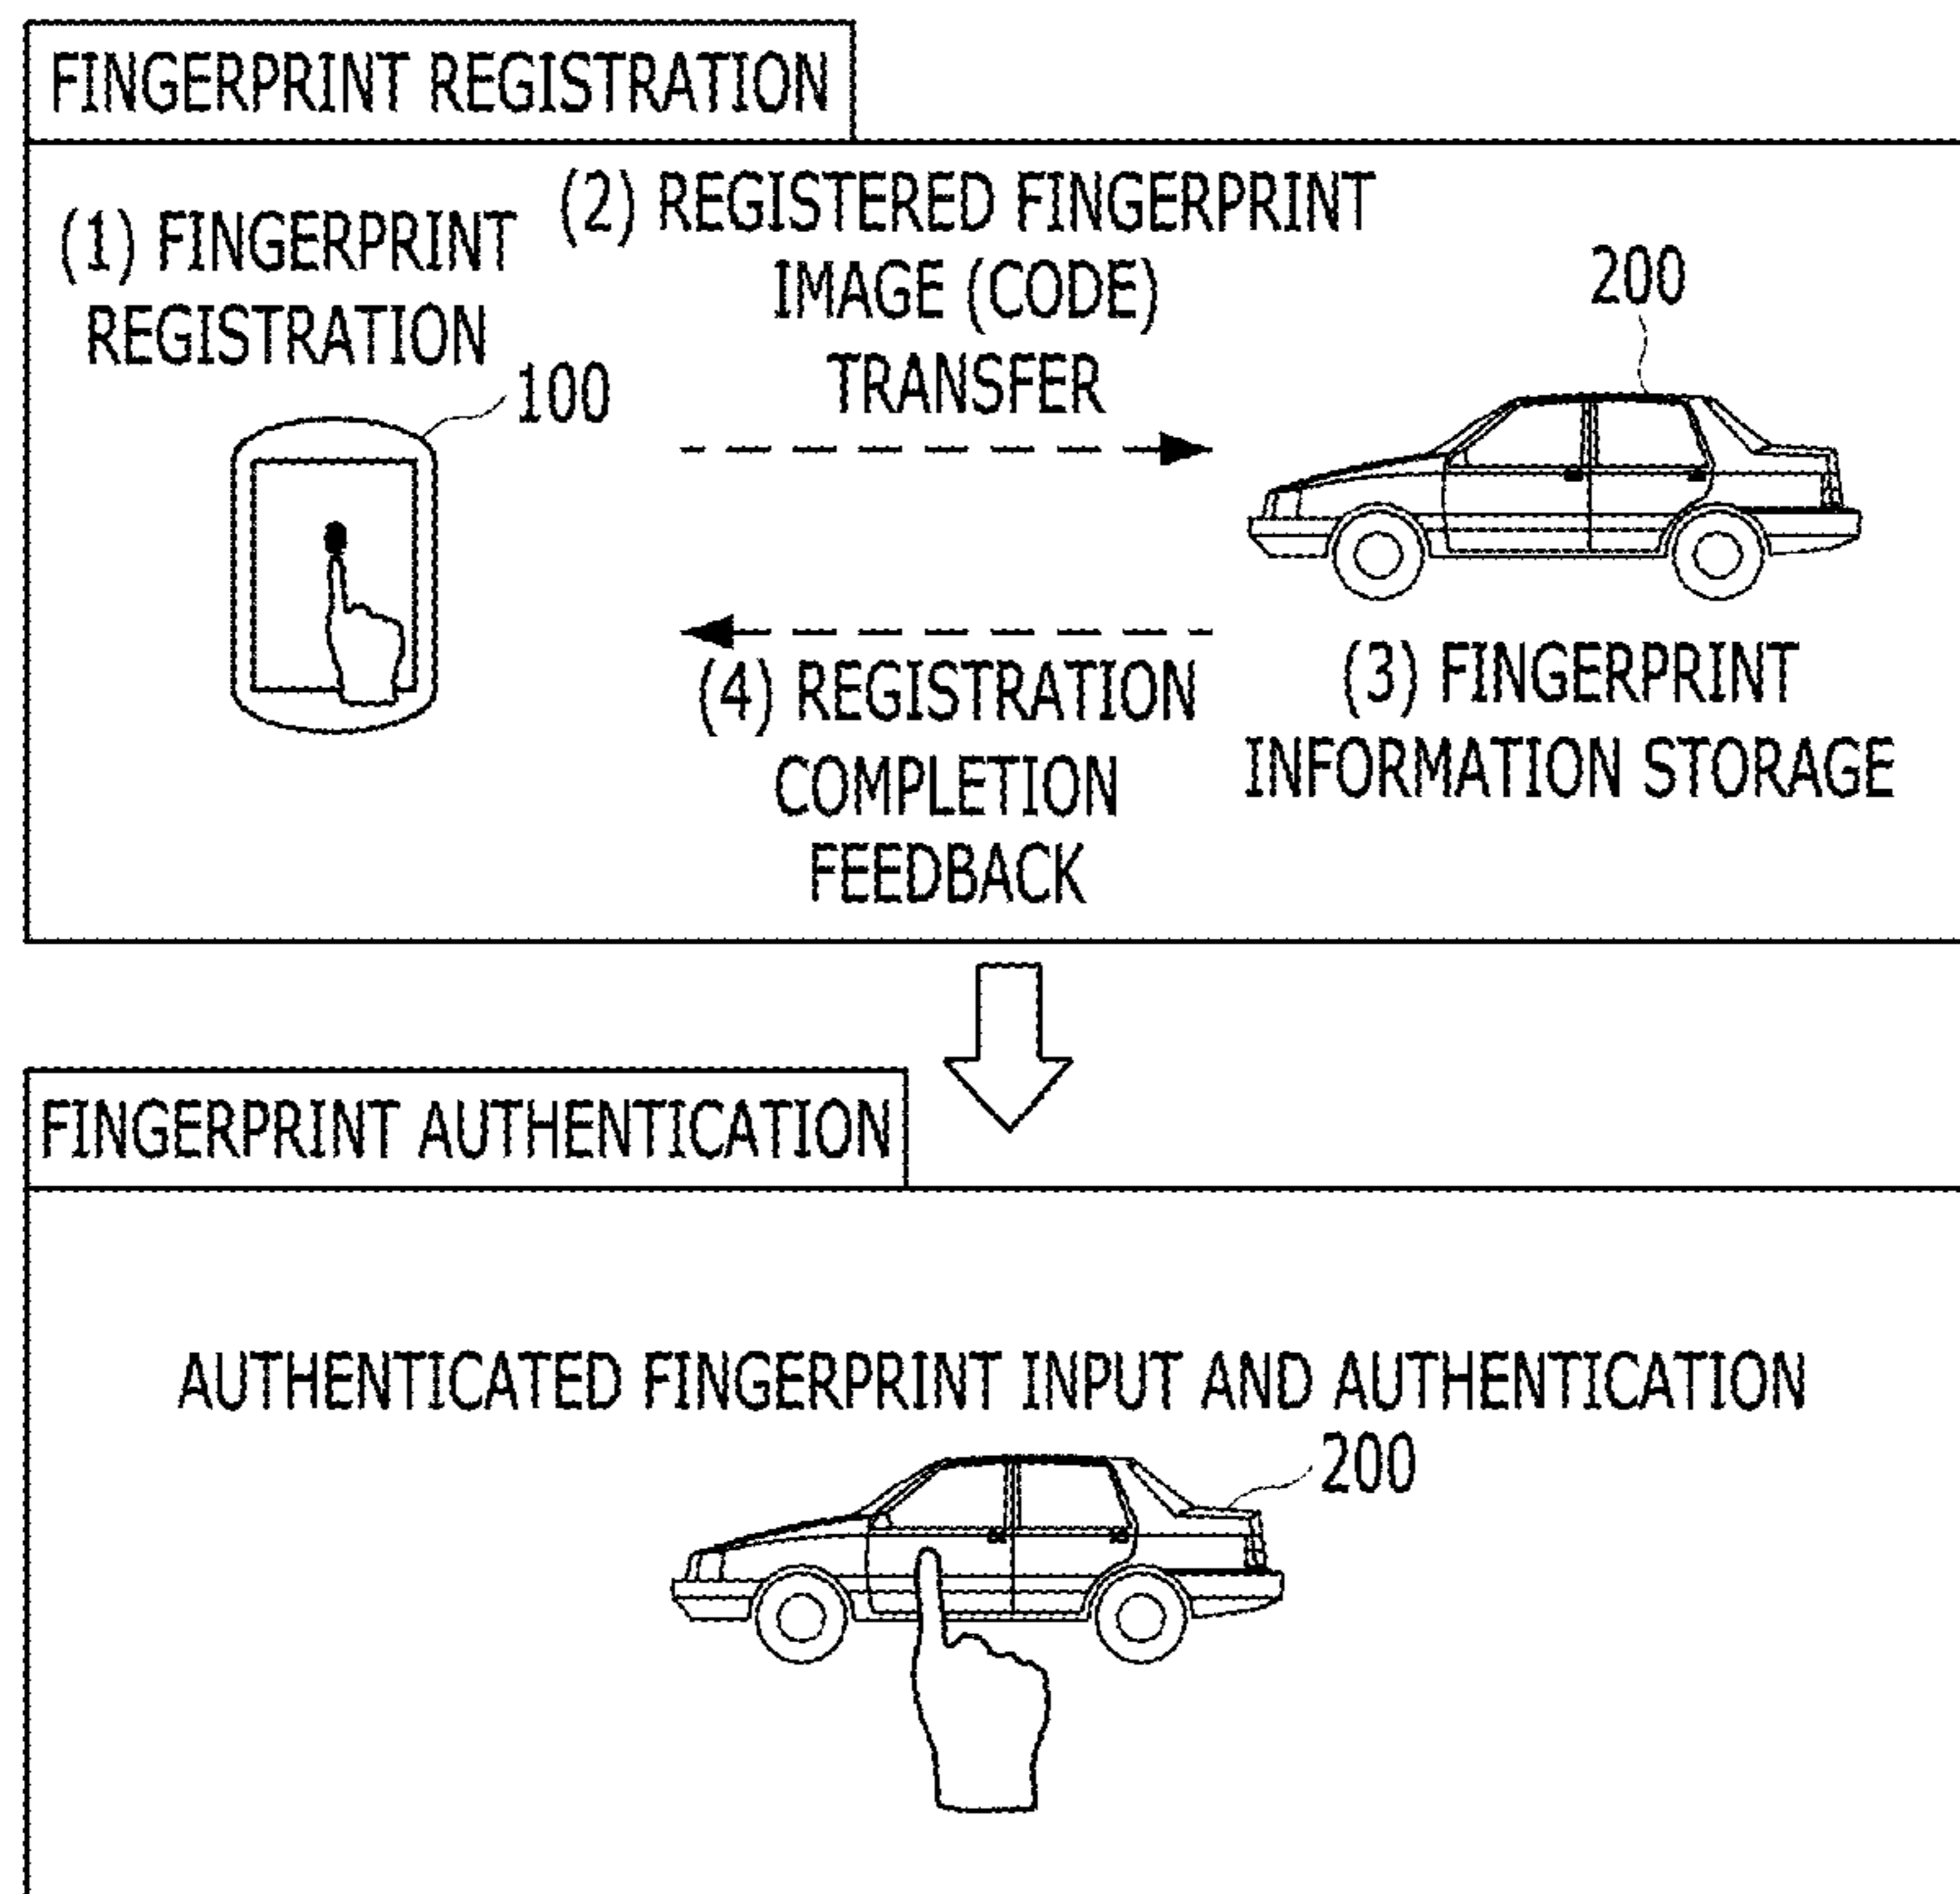 FINGERPRINT REGISTRATION
(1) FINGERPRINT
REGISTRATION
100
(2) REGISTERED FINGERPRINT
IMAGE (CODE)
TRANSFER
200
(3) FINGERPRINT
INFORMATION STORAGE
(4) REGISTRATION
COMPLETION
FEEDBACK
FINGERPRINT AUTHENTICATION
AUTHENTICATED FINGERPRINT INPUT AND AUTHENTICATION
200